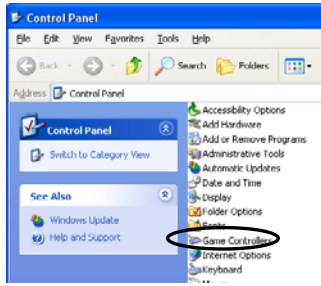 Control Panel
File Edit View Favorites Tools Help
Back Search Folders
Address Control Panel
Control Panel
Switch to Category View
See Also
Windows Update
Help and Support
Accessibility Options
Add Hardware
Add or Remove Programs
Administrative Tools
Automatic Updates
Date and Time
Display
Folder Options
Fonts
Game Controllers
Internet Options
Keyboard
Mouse